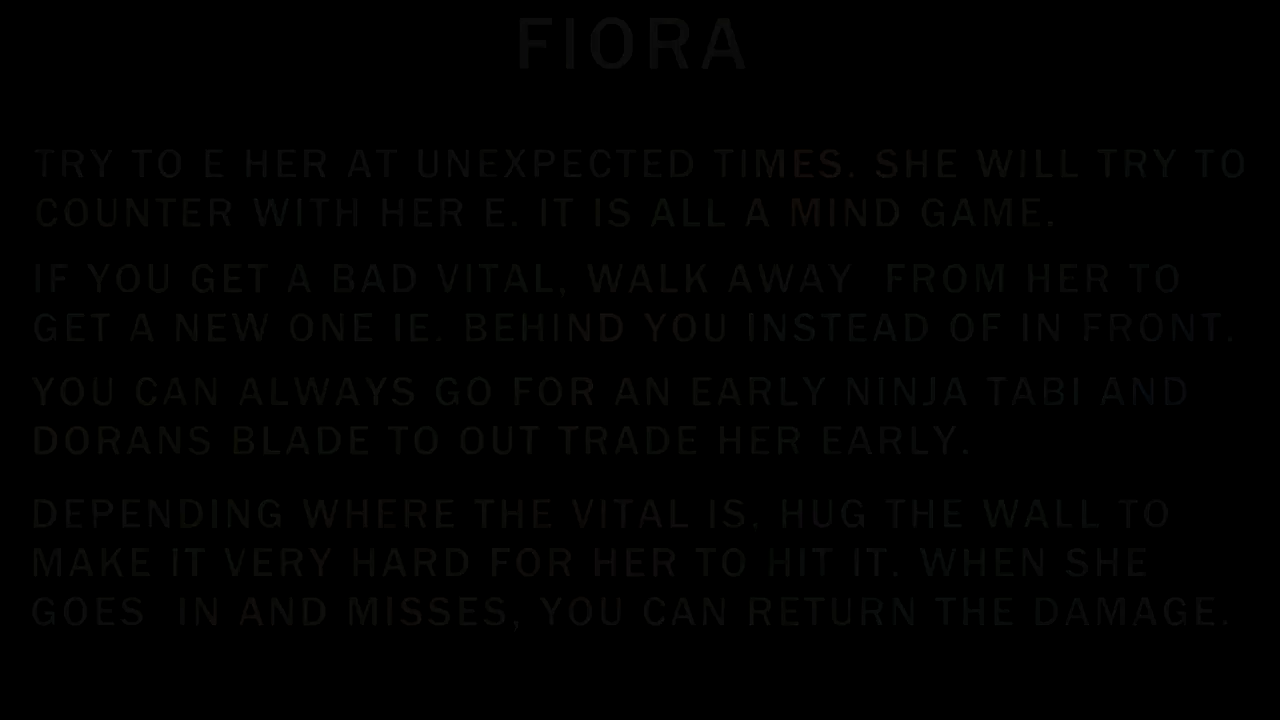 FIORA
TRY TO E HER AT UNEXPECTED TIMES. SHE WILL TRY TO
COUNTER WITH HER E. IT IS ALL A MIND GAME.
IF YOU GET A BAD VITAL, WALK AWAY FROM HER TO
GET A NEW ONE IE. BEHIND YOU INSTEAD OF IN FRONT.
YOU CAN ALWAYS GO FOR AN EARLY NINJA TABI AND
DORANS BLADE TO OUT TRADE HER EARLY.
DEPENDING WHERE THE VITAL IS. HUG THE WALL TO
MAKE IT VERY HARD FOR HER TO HIT IT. WHEN SHE
GOES IN AND MISSES, YOU CAN RETURN THE DAMAGE.